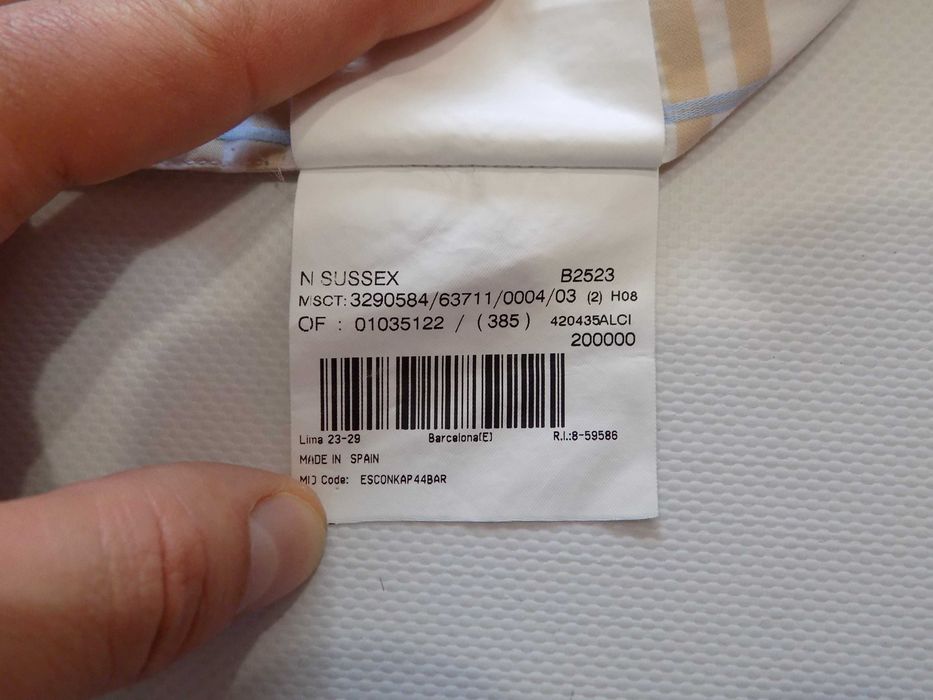 N SUSSEX B2523
MSCT: 3290584/63711/0004/03 (2) H08
OF : 01035122 / (385) 420435ALCI
200000
Lima 23-29 Barcelona(E) R.I.:8-59586
MADE IN SPAIN
MID Code: ESCONKAP44BAR